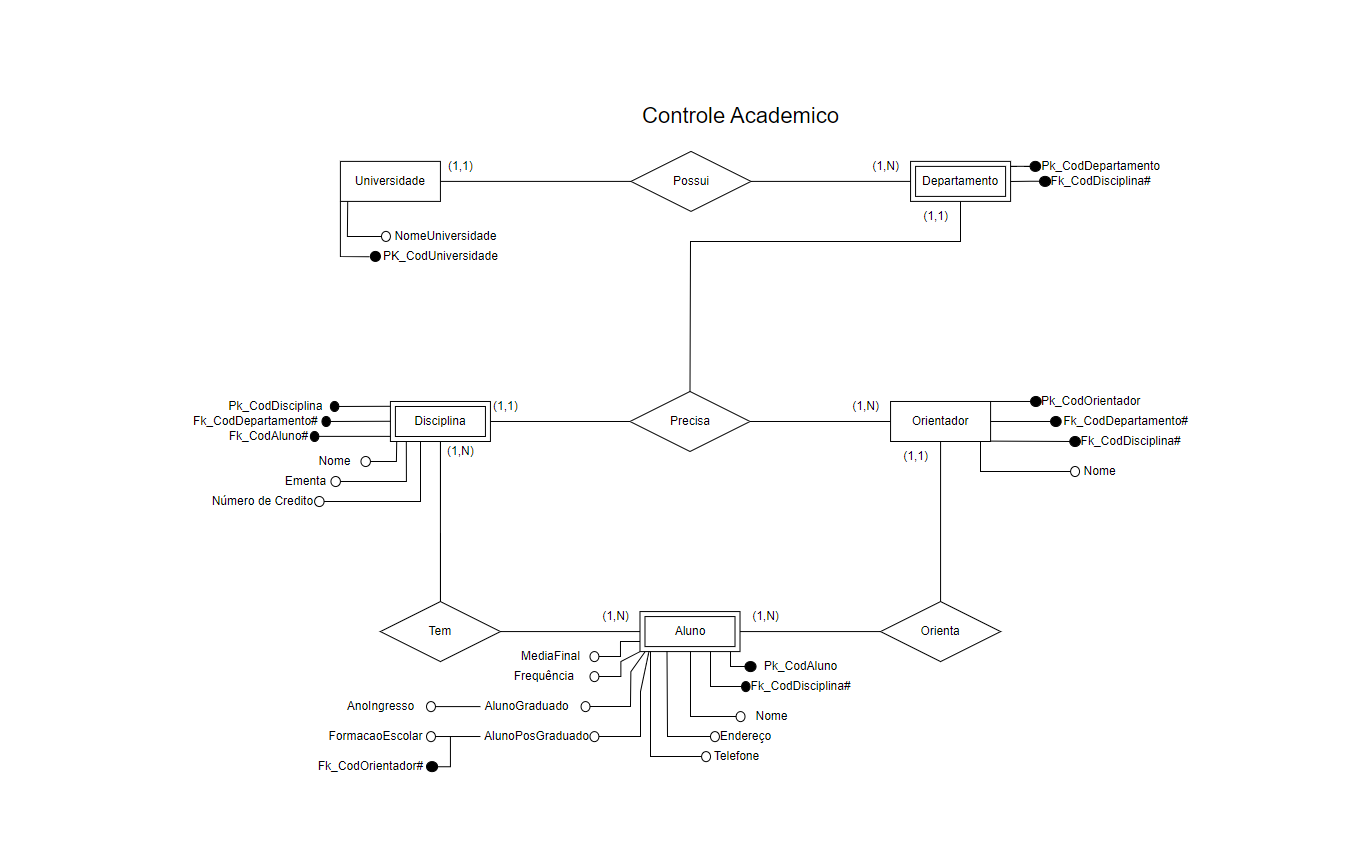 Controle Academico
(1,1)
(1,N)
Universidade
Possui
Departamento
Pk_CodDepartamento
Fk_CodDisciplina#
(1,1)
NomeUniversidade
PK_CodUniversidade
Pk_CodDisciplina
Fk_CodDepartamento#
Fk_CodAluno#
Nome
Ementa
Número de Credito
Disciplina
(1,1)
(1,N)
Precisa
(1,N)
Orientador
(1,1)
Pk_CodOrientador
Fk_CodDepartamento#
Fk_CodDisciplina#
Nome
Tem
(1,N)
Aluno
(1,N)
Orienta
MediaFinal
Frequência
AnoIngresso
AlunoGraduado
FormacaoEscolar
AlunoPosGraduado
Fk_CodOrientador#
Pk_CodAluno
Fk_CodDisciplina#
Nome
Endereço
Telefone